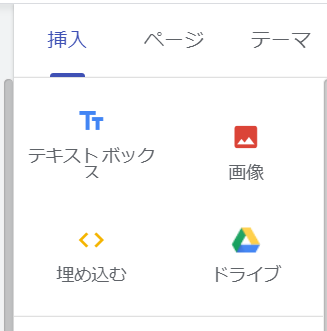 挿入 ページ テーマ
テキスト ボック
ス
画像
埋め込む ドライブ